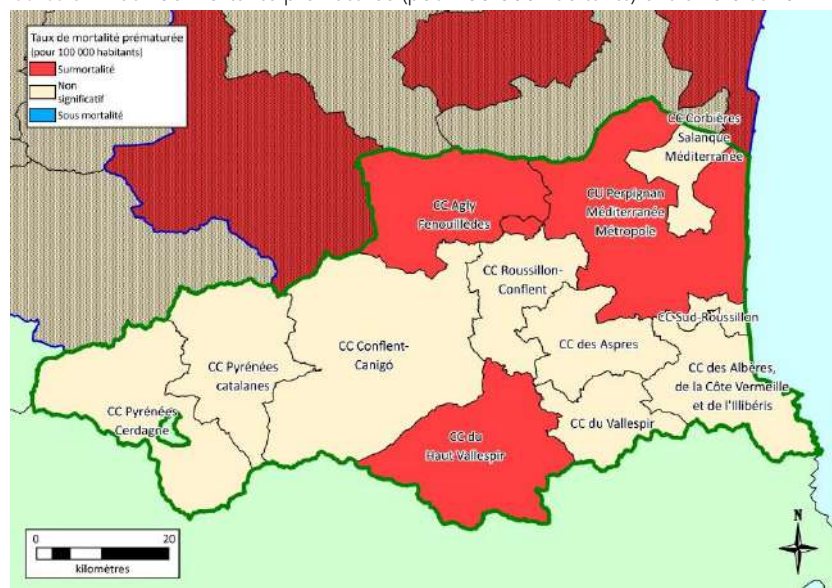 Taux de mortalité prématurée
(pour 100 000 habitants)
Surmortalité
Non
significatif
Sous mortalité
CC Corbières
Salanque
Méditerranée
CC Agly
Fenouillèdes
CU Perpignan
Méditerranée
Métropole
CC Roussillon-
Conflent
CC Sud-Roussillon
CC Conflent-
Canigó
CC des Aspres
CC Pyrénées
catalanes
CC des Albères,
de la Côte Vermeille
et de l'Illibéris
CC Pyrénées
Cerdagne
CC du Vallespir
CC du
Haut Vallespir
N
0 20
kilomètres